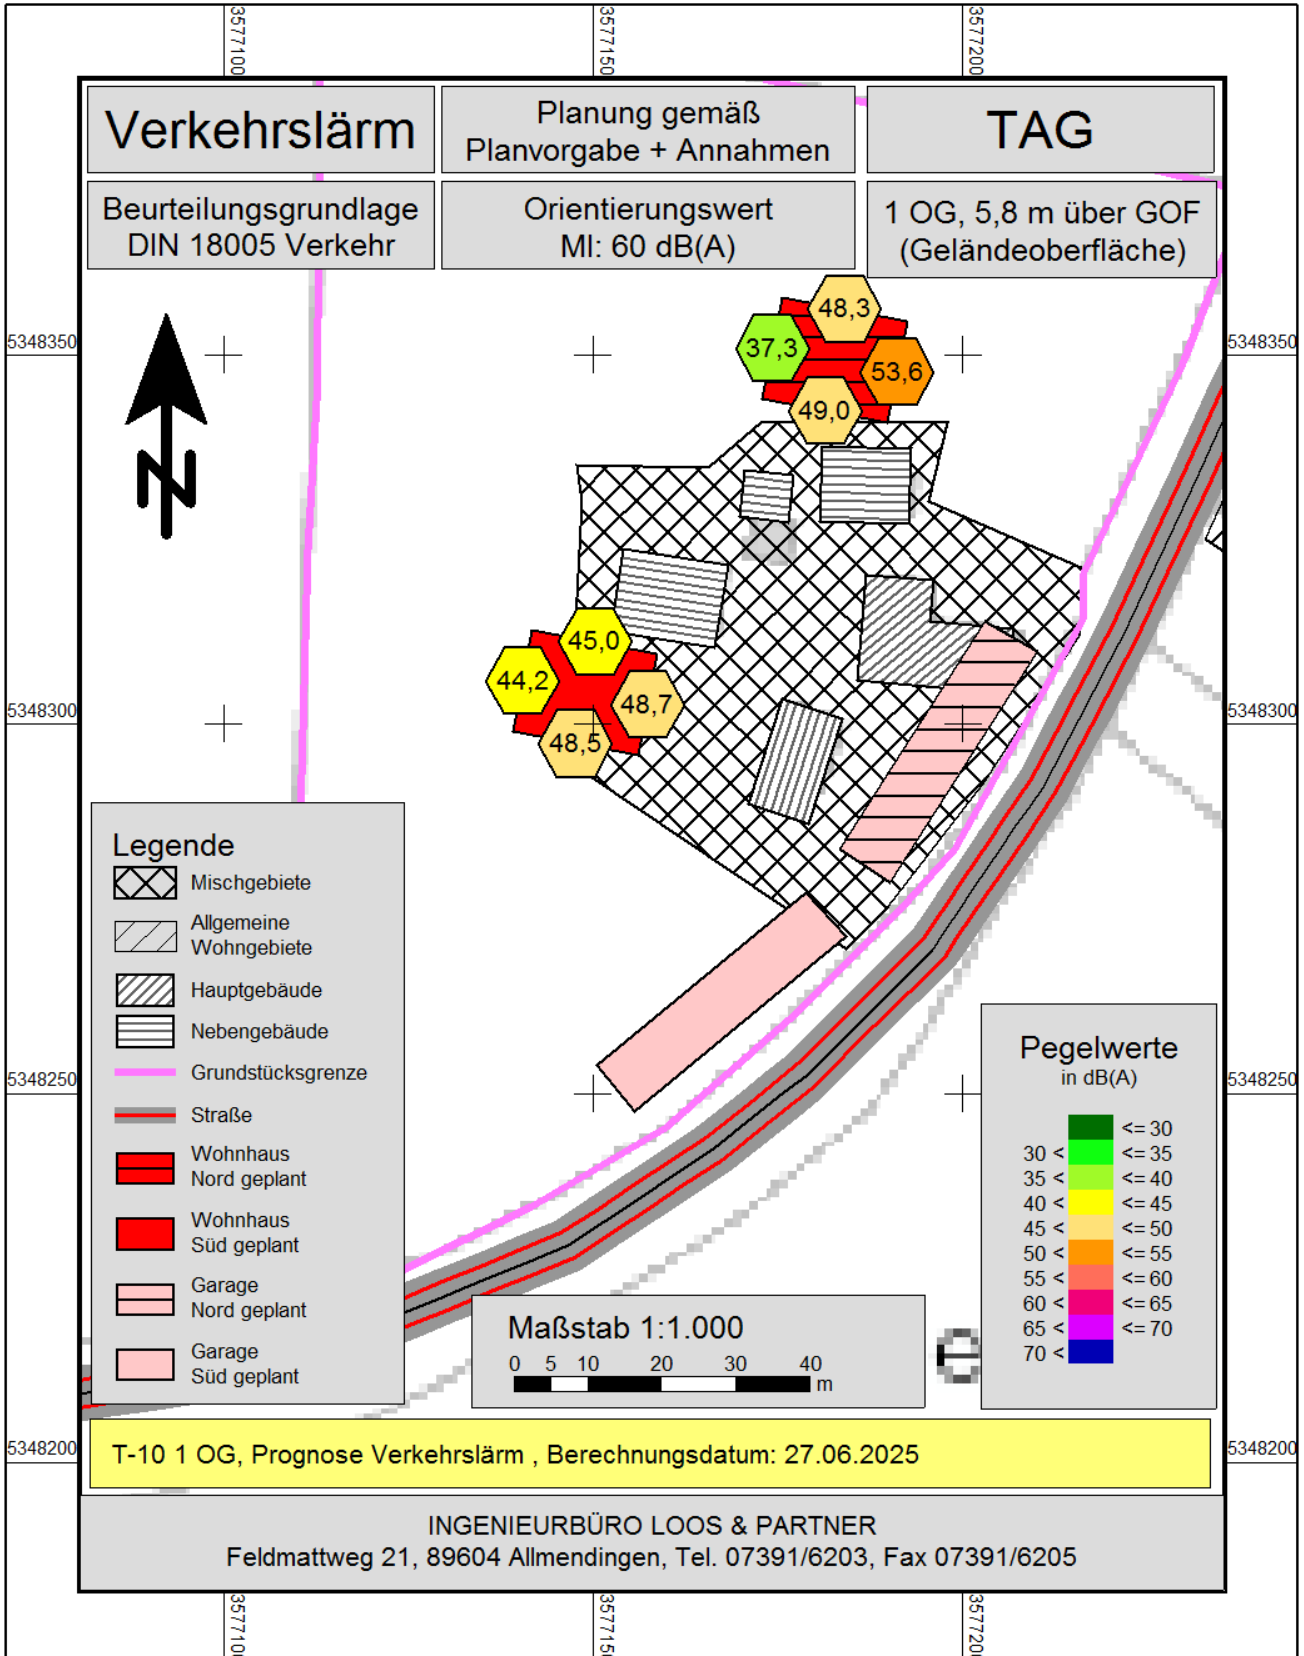 3577100
3577150
3577200
Verkehrslärm
Planung gemäß
Planvorgabe + Annahmen
TAG
Beurteilungsgrundlage
DIN 18005 Verkehr
Orientierungswert
MI: 60 dB(A)
1 OG, 5,8 m über GOF
(Geländeoberfläche)
N
48,3
5348350
37,3
53,6
5348350
49,0
45,0
44,2
48,7
5348300
48,5
5348300
Legende
Mischgebiete
Allgemeine
Wohngebiete
Hauptgebäude
Nebengebäude
Grundstücksgrenze
Straße
Wohnhaus
Nord geplant
Wohnhaus
Süd geplant
Garage
Nord geplant
Garage
Süd geplant
5348250
5348250
Pegelwerte
in dB(A)
<= 30
30 < <= 35
35 < <= 40
40 < <= 45
45 < <= 50
50 < <= 55
55 < <= 60
60 < <= 65
65 < <= 70
70 <
Maßstab 1:1.000
0 5 10 20 30 40
m
e
5348200
T-10 1 OG, Prognose Verkehrslärm , Berechnungsdatum: 27.06.2025
5348200
INGENIEURBÜRO LOOS & PARTNER
Feldmattweg 21, 89604 Allmendingen, Tel. 07391/6203, Fax 07391/6205
3577100
3577150
3577200